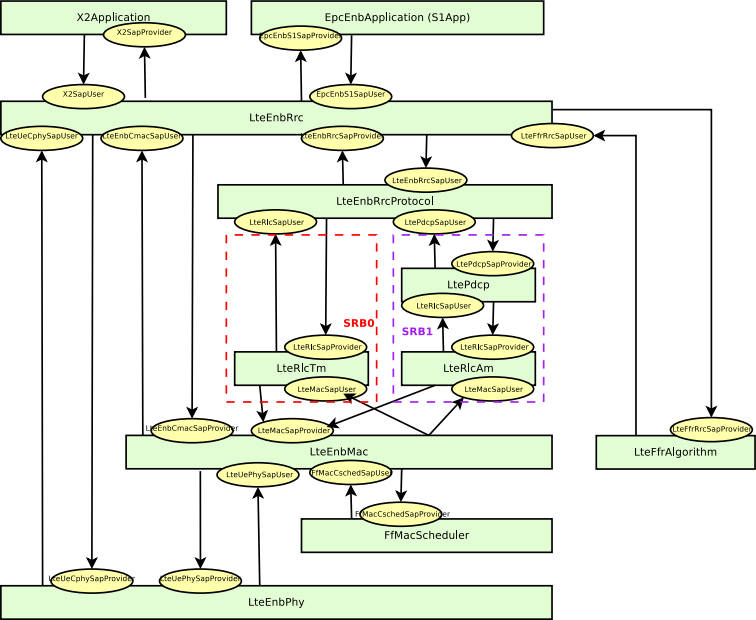 X2Application
EpcEnbApplication (S1App)
X2SapProvider
EpcEnbS1SapProvider
X2SapUser
EpcEnbS1SapUser
LteEnbRrc
LteUeCphySapUser
LteEnbCmacSapUser
LteEnbRrcSapProvider
LteFfrRrcSapUser
LteEnbRrcSapUser
LteEnbRrcProtocol
LteRlcSapUser
LtePdcpSapUser
LtePdcpSapProvider
LtePdcp
LteRlcSapUser
SRB0
SRB1
LteRlcSapProvider
LteRlcSapProvider
LteRlcTm
LteRlcAm
LteMacSapUser
LteMacSapUser
LteEnbCmacSapProvider
LteMacSapProvider
LteFfrRrcSapProvider
LteEnbMac
LteFfrAlgorithm
LteUePhySapUser
FfMacCschedSapUser
FfMacCschedSapProvider
FfMacScheduler
LteUeCphySapProvider
LteUePhySapProvider
LteEnbPhy